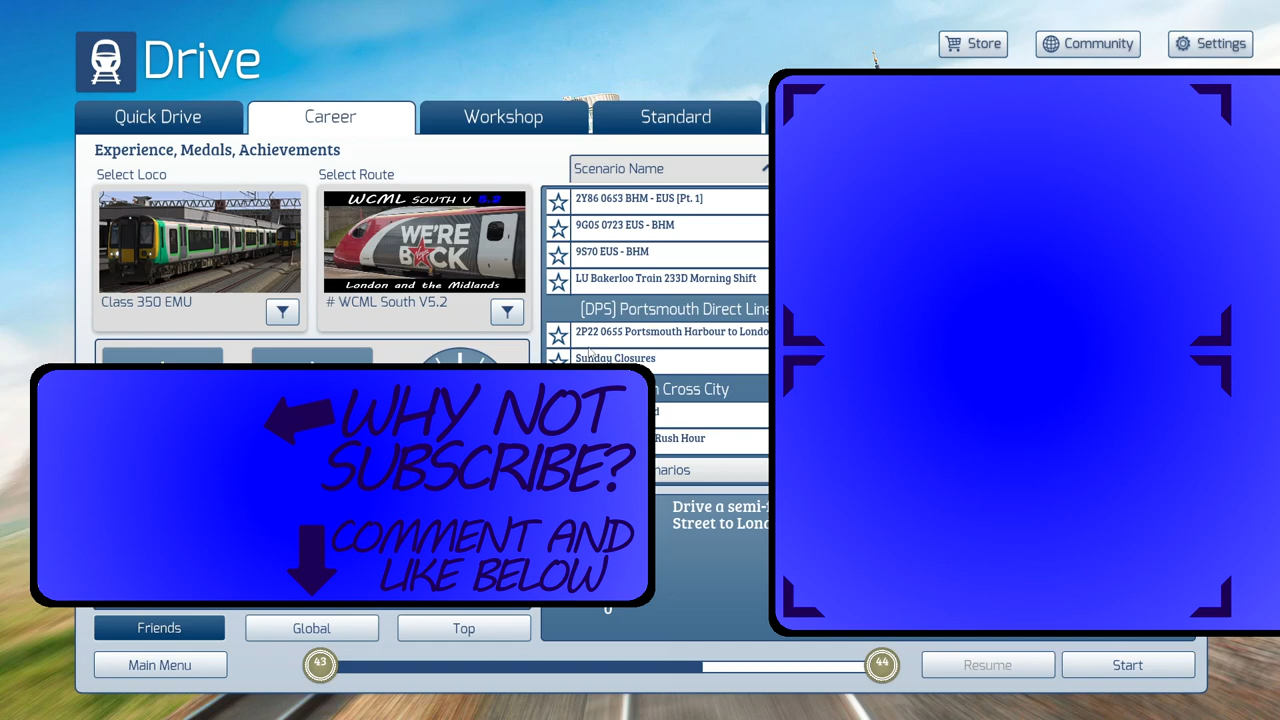 Drive
Store
Community
Settings
Quick Drive
Career
Workshop
Standard
Experience, Medals, Achievements
Select Loco
Select Route
Scenario Name
WCML SOUTH V 5.2
WE'RE
BACK
London and the Midlands
Class 350 EMU
# WCML South V5.2
2Y86 0653 BHM - EUS [Pt. 1]
9G05 0723 EUS - BHM
9S70 EUS - BHM
LU Bakerloo Train 233D Morning Shift
[DPS] Portsmouth Direct Line
2P22 0655 Portsmouth Harbour to Londo
Sunday Closures
Cross City
Rush Hour
narios
Drive a semi-
Street to Lond
WHY NOT
SUBSCRIBE?
COMMENT AND
LIKE BELOW
0
Friends
Global
Top
Main Menu
43
44
Resume
Start